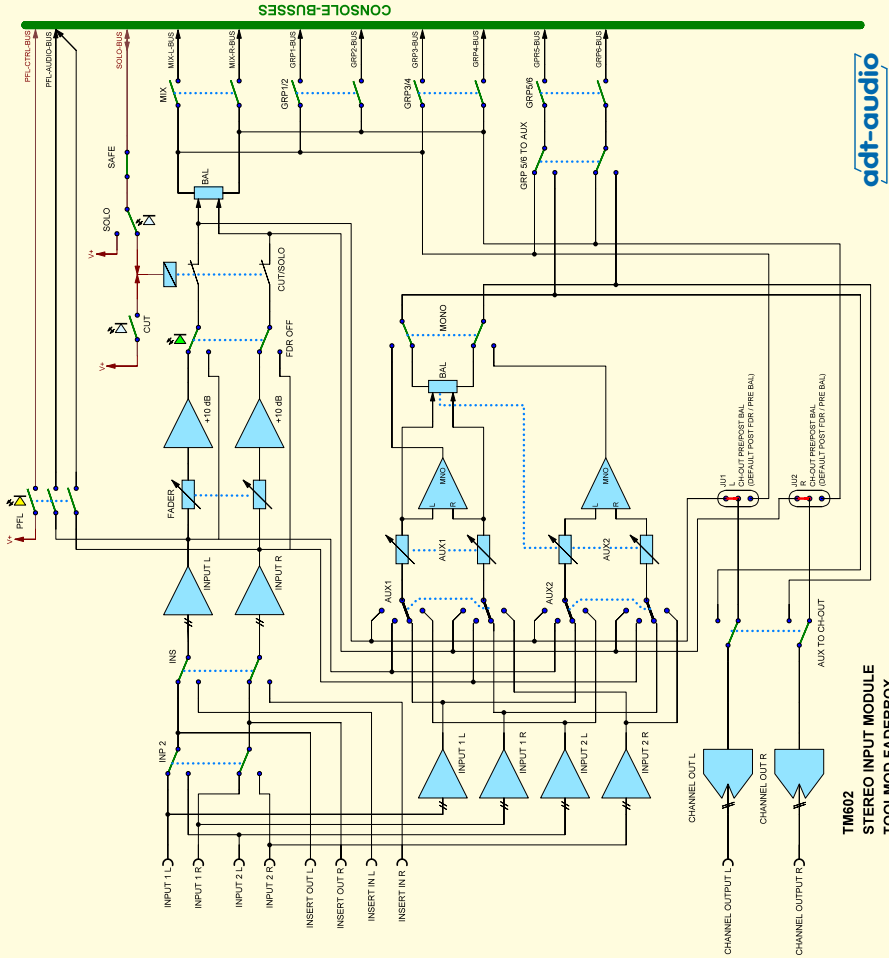 CONSOLE-BUSSES
PFL-CTRL-BUS
PFL-AUDIO-BUS
SOLO-BUS
MIX-L-BUS
MIX-R-BUS
GRP1-BUS
GRP2-BUS
GRP3-BUS
GRP4-BUS
GPR5-BUS
GRP6-BUS
MIX
GRP1/2
GRP3/4
GRP5/6
GRP 5/6 TO AUX
SAFE
SOLO
BAL
V+
CUT
CUT/SOLO
V+
FDR OFF
MONO
BAL
+10 dB
+10 dB
PFL
V+
FADER
MNO
L
R
MNO
L
R
JU1
L
CH-OUT PRE/POST BAL
(DEFAULT POST FDR / PRE BAL)
JU2
R
CH-OUT PRE/POST BAL
(DEFAULT POST FDR / PRE BAL)
INPUT L
INPUT R
AUX1
AUX2
AUX1
AUX2
INS
AUX TO CH-OUT
INP 2
INPUT 1 L
INPUT 1 R
INPUT 2 L
INPUT 2 R
CHANNEL OUT L
CHANNEL OUT R
INPUT 1 L
INPUT 1 R
INPUT 2 L
INPUT 2 R
INSERT OUT L
INSERT OUT R
INSERT IN L
INSERT IN R
CHANNEL OUTPUT L
CHANNEL OUTPUT R
adt-audio
TM602
STEREO INPUT MODULE
TOOLMOD FADERBOX